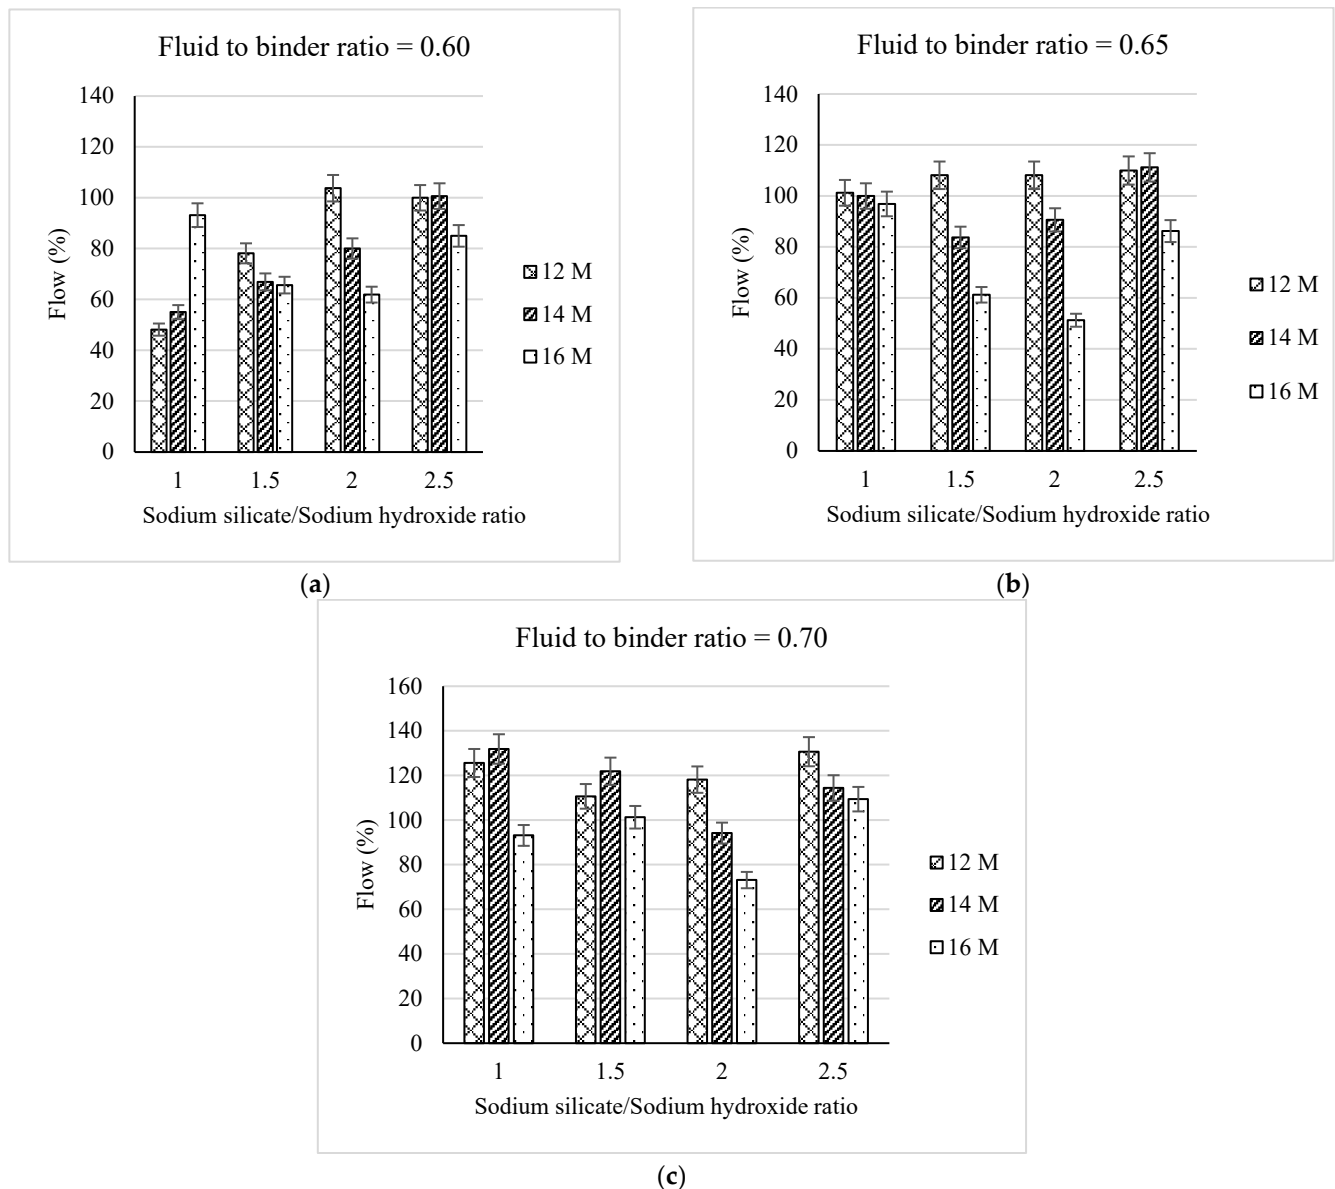 Fluid to binder ratio = 0.60
140
120
100
80
60
40
20
0
Flow (%)
1 1.5 2 2.5
Sodium silicate/Sodium hydroxide ratio
12 M
14 M
16 M
(a)
Fluid to binder ratio = 0.65
140
120
100
80
60
40
20
0
Flow (%)
1 1.5 2 2.5
Sodium silicate/Sodium hydroxide ratio
12 M
14 M
16 M
(b)
Fluid to binder ratio = 0.70
160
140
120
100
80
60
40
20
0
Flow (%)
1 1.5 2 2.5
Sodium silicate/Sodium hydroxide ratio
12 M
14 M
16 M
(c)